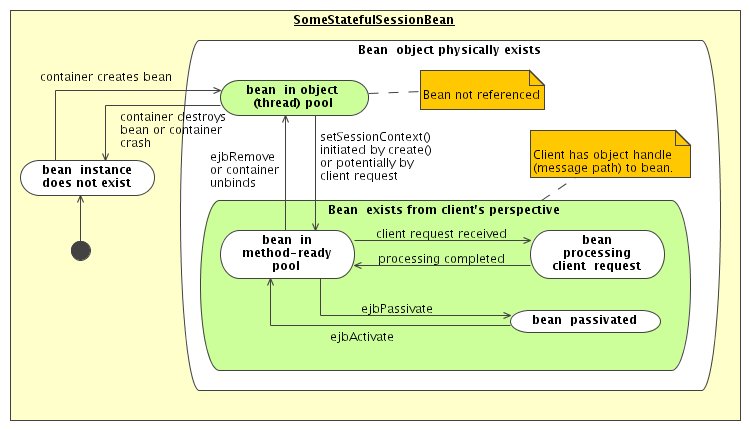 SomeStatefulSessionBean
Bean object physically exists
container creates bean
bean in object
(thread) pool
Bean not referenced
container destroys
bean or container
crash
setSessionContext()
initiated by create()
or potentially by
client request
ejbRemove
or container
unbinds
Client has object handle
(message path) to bean.
bean instance
does not exist
Bean exists from client's perspective
bean in
method-ready
pool
client request received
processing completed
bean
processing
client request
ejbPassivate
bean passivated
ejbActivate